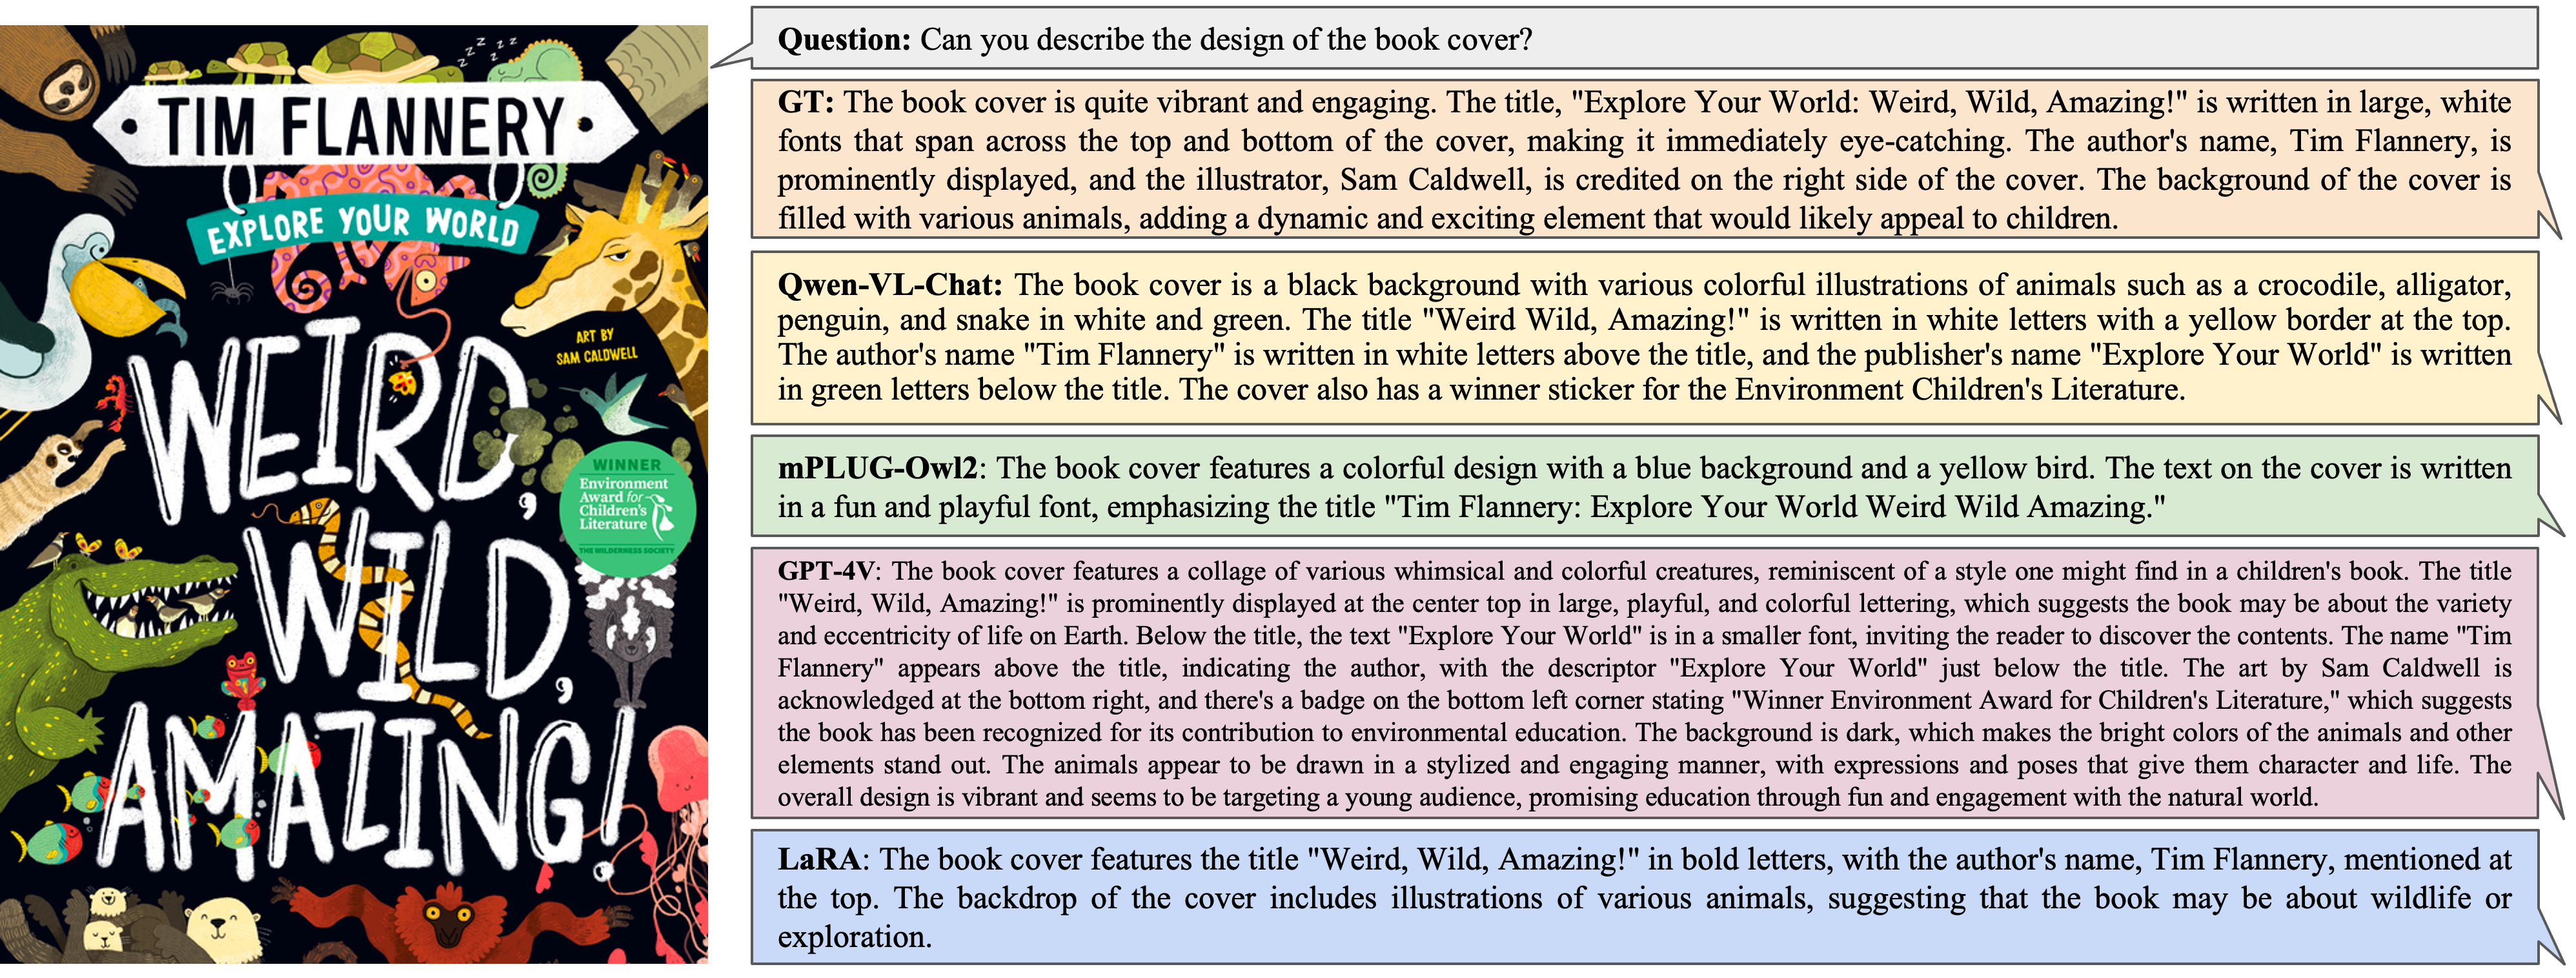 TIM FLANNERY
EXPLORE YOUR WORLD
ART BY
SAM CALDWELL
WEIRD,
WILD,
AMAZING!
WINNER
Environment
Award for
Children's
Literature
THE WILDERNESS SOCIETY
z z z z z z
Question: Can you describe the design of the book cover?
GT: The book cover is quite vibrant and engaging. The title, "Explore Your World: Weird, Wild, Amazing!" is written in large, white
fonts that span across the top and bottom of the cover, making it immediately eye-catching. The author's name, Tim Flannery, is
prominently displayed, and the illustrator, Sam Caldwell, is credited on the right side of the cover. The background of the cover is
filled with various animals, adding a dynamic and exciting element that would likely appeal to children.
Qwen-VL-Chat: The book cover is a black background with various colorful illustrations of animals such as a crocodile, alligator,
penguin, and snake in white and green. The title "Weird Wild, Amazing!" is written in white letters with a yellow border at the top.
The author's name "Tim Flannery" is written in white letters above the title, and the publisher's name "Explore Your World" is written
in green letters below the title. The cover also has a winner sticker for the Environment Children's Literature.
mPLUG-Owl2: The book cover features a colorful design with a blue background and a yellow bird. The text on the cover is written
in a fun and playful font, emphasizing the title "Tim Flannery: Explore Your World Weird Wild Amazing."
GPT-4V: The book cover features a collage of various whimsical and colorful creatures, reminiscent of a style one might find in a children's book. The title
"Weird, Wild, Amazing!" is prominently displayed at the center top in large, playful, and colorful lettering, which suggests the book may be about the variety
and eccentricity of life on Earth. Below the title, the text "Explore Your World" is in a smaller font, inviting the reader to discover the contents. The name "Tim
Flannery" appears above the title, indicating the author, with the descriptor "Explore Your World" just below the title. The art by Sam Caldwell is
acknowledged at the bottom right, and there's a badge on the bottom left corner stating "Winner Environment Award for Children's Literature," which suggests
the book has been recognized for its contribution to environmental education. The background is dark, which makes the bright colors of the animals and other
elements stand out. The animals appear to be drawn in a stylized and engaging manner, with expressions and poses that give them character and life. The
overall design is vibrant and seems to be targeting a young audience, promising education through fun and engagement with the natural world.
LaRA: The book cover features the title "Weird, Wild, Amazing!" in bold letters, with the author's name, Tim Flannery, mentioned at
the top. The backdrop of the cover includes illustrations of various animals, suggesting that the book may be about wildlife or
exploration.